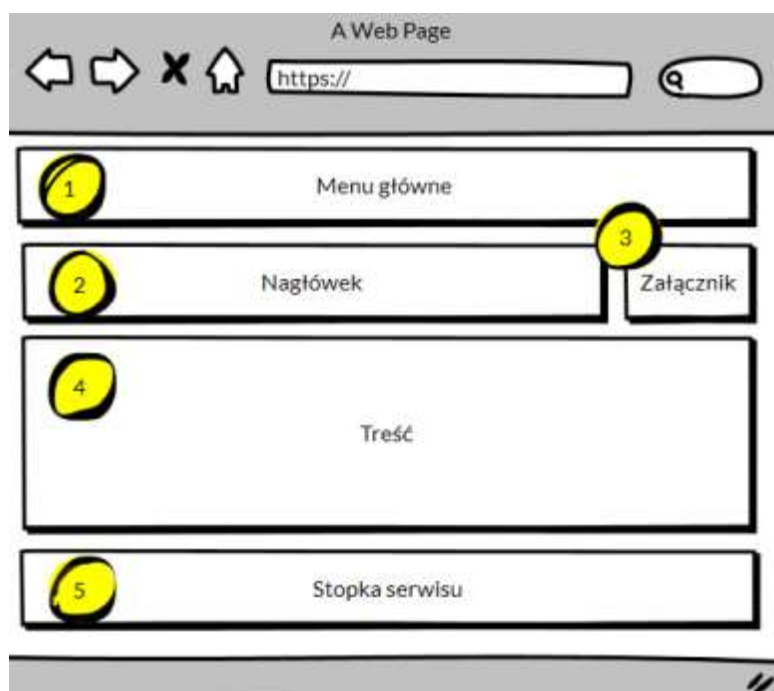 A Web Page
https://
1
Menu główne
2
Nagłówek
3
Załącznik
4
Treść
5
Stopka serwisu